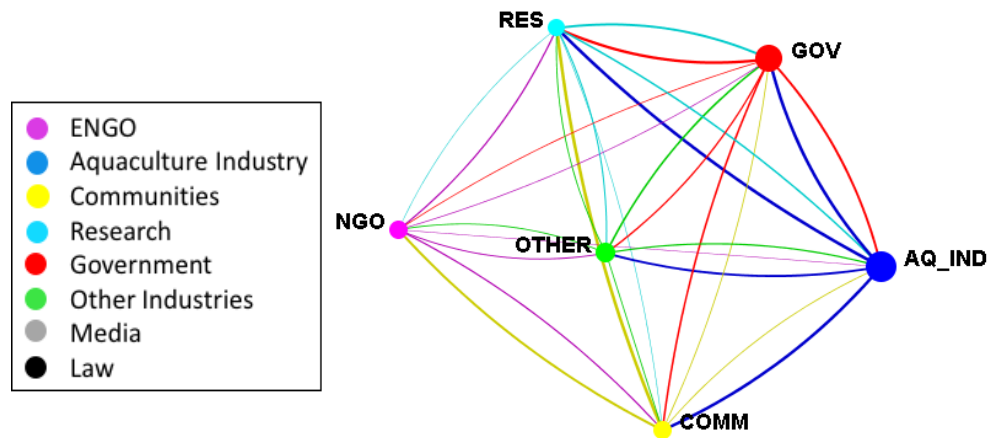 RES
GOV
ENGO
Aquaculture Industry
Communities
Research
Government
Other Industries
Media
Law
NGO
OTHER
AQ_IND
COMM